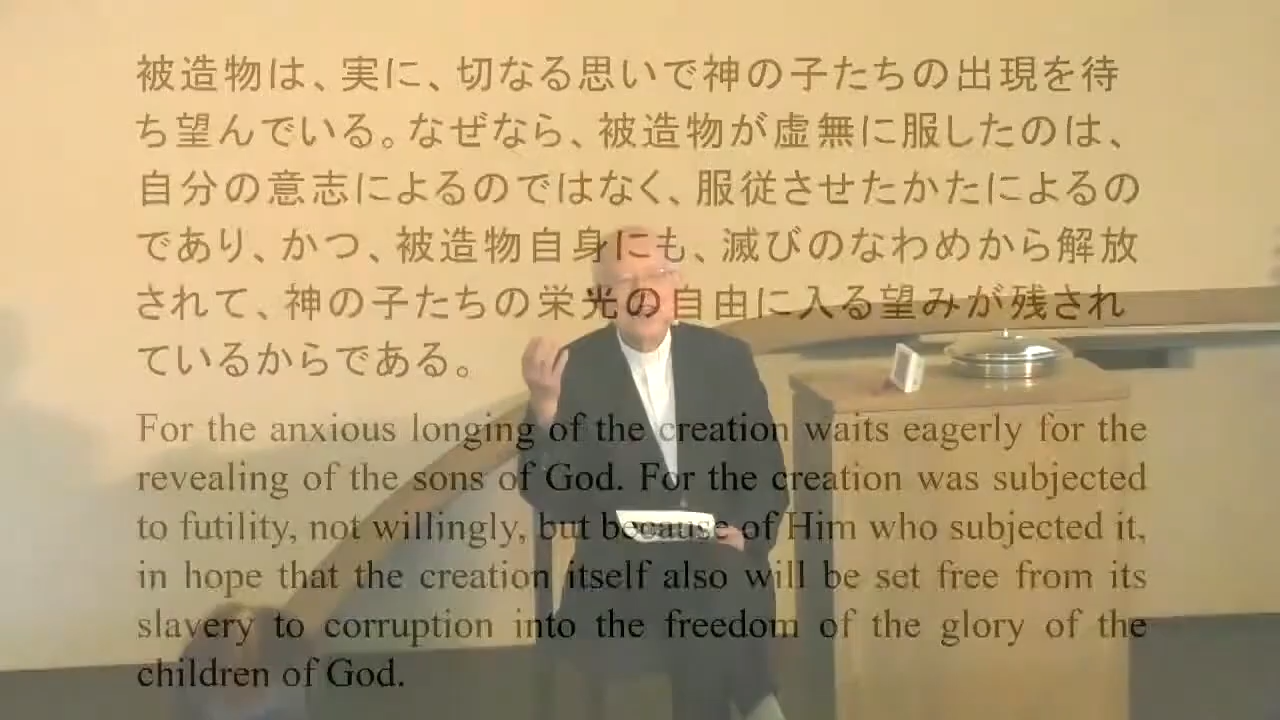 被造物は、実に、切なる思いで神の子たちの出現を待
ち望んでいる。なぜなら、被造物が虚無に服したのは、
自分の意志によるのではなく、服従させたかたによるの
であり、かつ、被造物自身にも、滅びのなわめから解放
されて、神の子たちの栄光の自由に入る望みが残され
ているからである。
For the anxious longing of the creation waits eagerly for the
revealing of the sons of God. For the creation was subjected
to futility, not willingly, but because of Him who subjected it,
in hope that the creation itself also will be set free from its
slavery to corruption into the freedom of the glory of the
children of God.